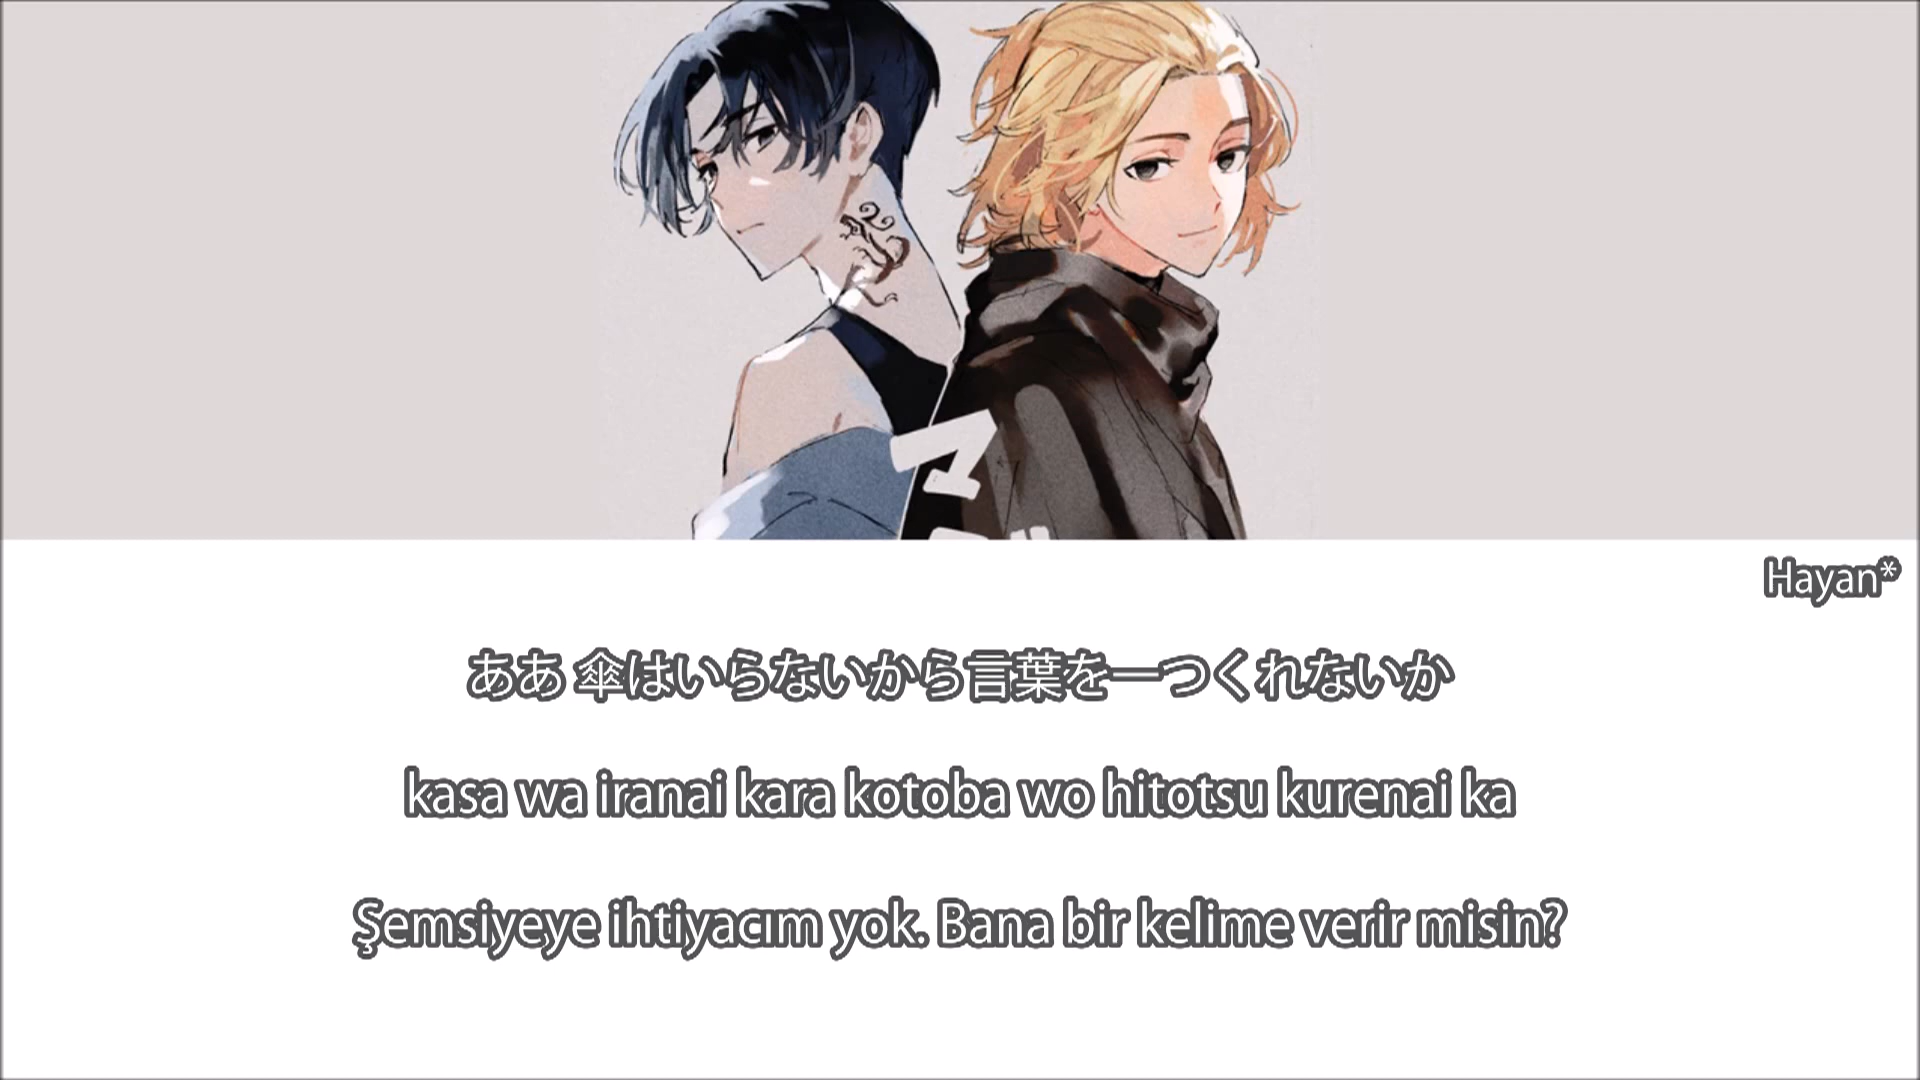 マ
Hayan*
ああ 傘はいらないから言葉を一つくれないか
kasa wa iranai kara kotoba wo hitotsu kurenai ka
Şemsiyeye ihtiyacım yok. Bana bir kelime verir misin?